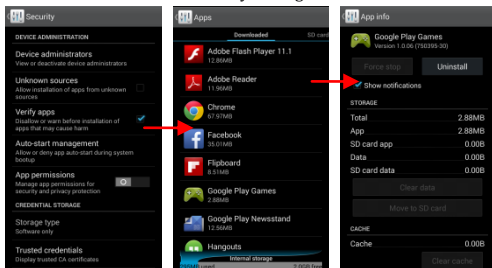 Security
DEVICE ADMINISTRATION
Device administrators
View or deactivate device administrators
Unknown sources
Allow installation of apps from unknown
sources
Verify apps
Disallow or warn before installation of
apps that may cause harm
Auto-start management
Allow or deny app auto-start during system
bootup
App permissions
Manage app permissions for
security and privacy protection
CREDENTIAL STORAGE
Storage type
Software only
Trusted credentials
Display trusted CA certificates
Apps
Downloaded
SD card
Adobe Flash Player 11.1
12.86MB
Adobe Reader
11.96MB
Chrome
67.97MB
Facebook
35.01MB
Flipboard
8.51MB
Google Play Games
2.88MB
Google Play Newsstand
12.56MB
Hangouts
Internal storage
used
free
App info
Google Play Games
Version 1.0.06 (750395-30)
Force stop
Uninstall
Show notifications
STORAGE
Total 2.88MB
App 2.88MB
SD card app 0.00B
Data 0.00B
SD card data 0.00B
Clear data
Move to SD card
CACHE
Cache 0.00B
Clear cache